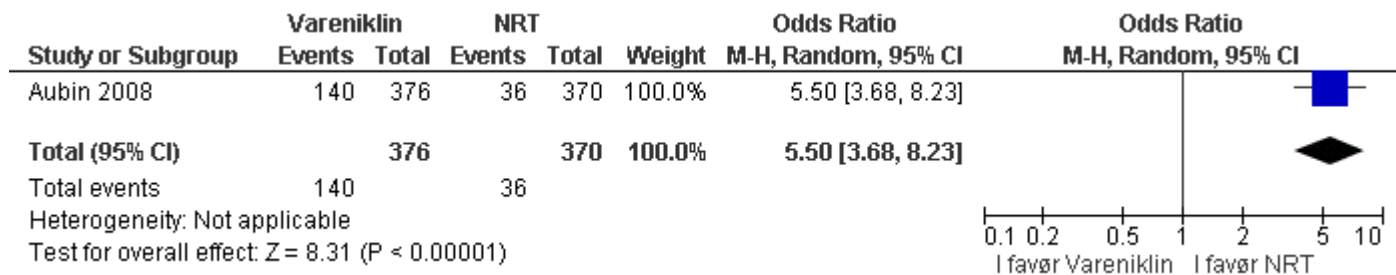 Vareniklin NRT Odds Ratio Odds Ratio
Study or Subgroup Events Total Events Total Weight M-H, Random, 95% CI M-H, Random, 95% CI
Aubin 2008 140 376 36 370 100.0% 5.50 [3.68, 8.23]
Total (95% CI) 376 370 100.0% 5.50 [3.68, 8.23]
Total events 140 36
Heterogeneity: Not applicable
Test for overall effect: Z = 8.31 (P < 0.00001)
0.1 0.2 0.5 1 2 5 10
I favør Vareniklin I favør NRT